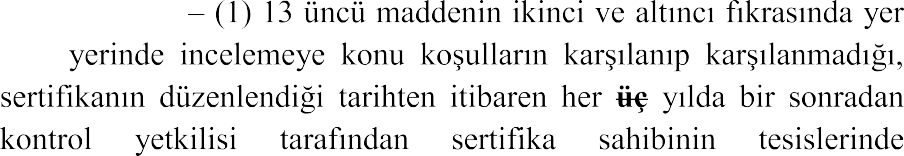 – (1) 13 üncü maddenin ikinci ve altıncı fıkrasında yer
yerinde incelemeye konu koşulların karşılanıp karşılanmadığı,
sertifikanın düzenlendiği tarihten itibaren her üç yılda bir sonradan
kontrol yetkilisi tarafından sertifika sahibinin tesislerinde